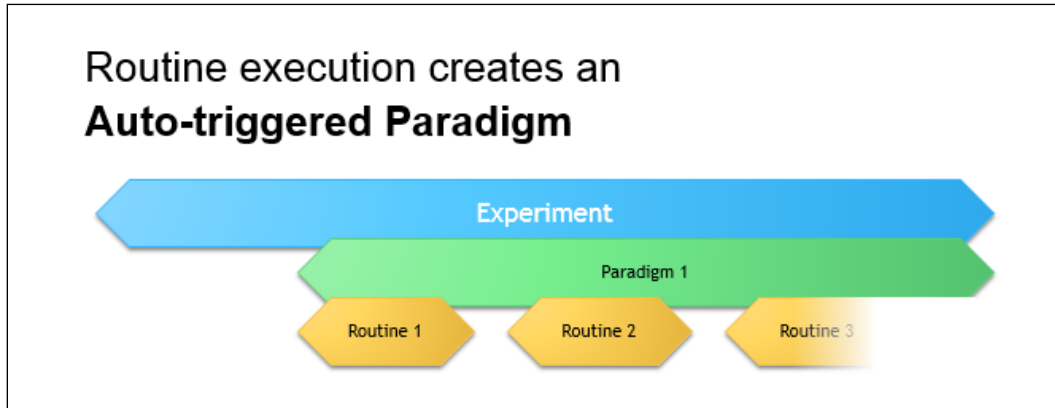 Routine execution creates an
Auto-triggered Paradigm
Experiment
Paradigm 1
Routine 1
Routine 2
Routine 3